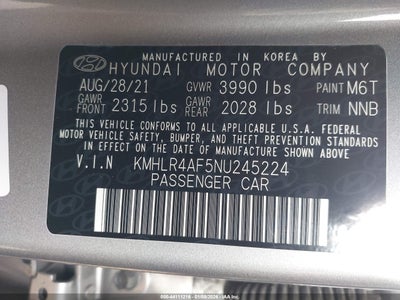 MANUFACTURED IN KOREA BY
HYUNDAI MOTOR COMPANY
AUG/28/21 GVWR 3990 lbs PAINT M6T
GAWR FRONT 2315 lbs GAWR REAR 2028 lbs TRIM NNB
THIS VEHICLE CONFORMS TO ALL APPLICABLE U.S.A. FEDERAL
MOTOR VEHICLE SAFETY, BUMPER, AND THEFT PREVENTION STANDARDS
IN EFFECT ON THE DATE OF MANUFACTURE SHOWN ABOVE.
V.I.N KMHLR4AF5NU245224
PASSENGER CAR